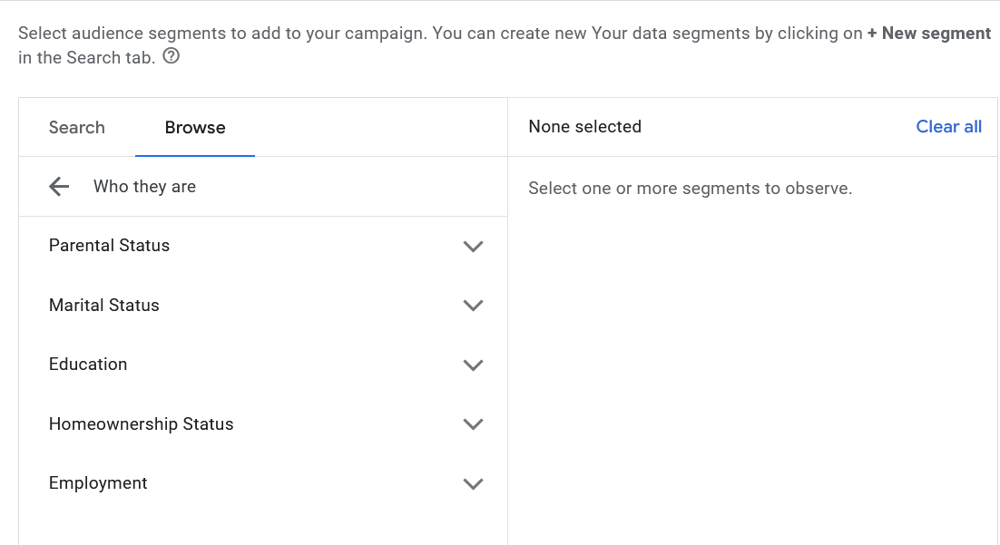 Select audience segments to add to your campaign. You can create new Your data segments by clicking on + New segment
in the Search tab.
Search
Browse
Who they are
Parental Status
Marital Status
Education
Homeownership Status
Employment
None selected
Clear all
Select one or more segments to observe.